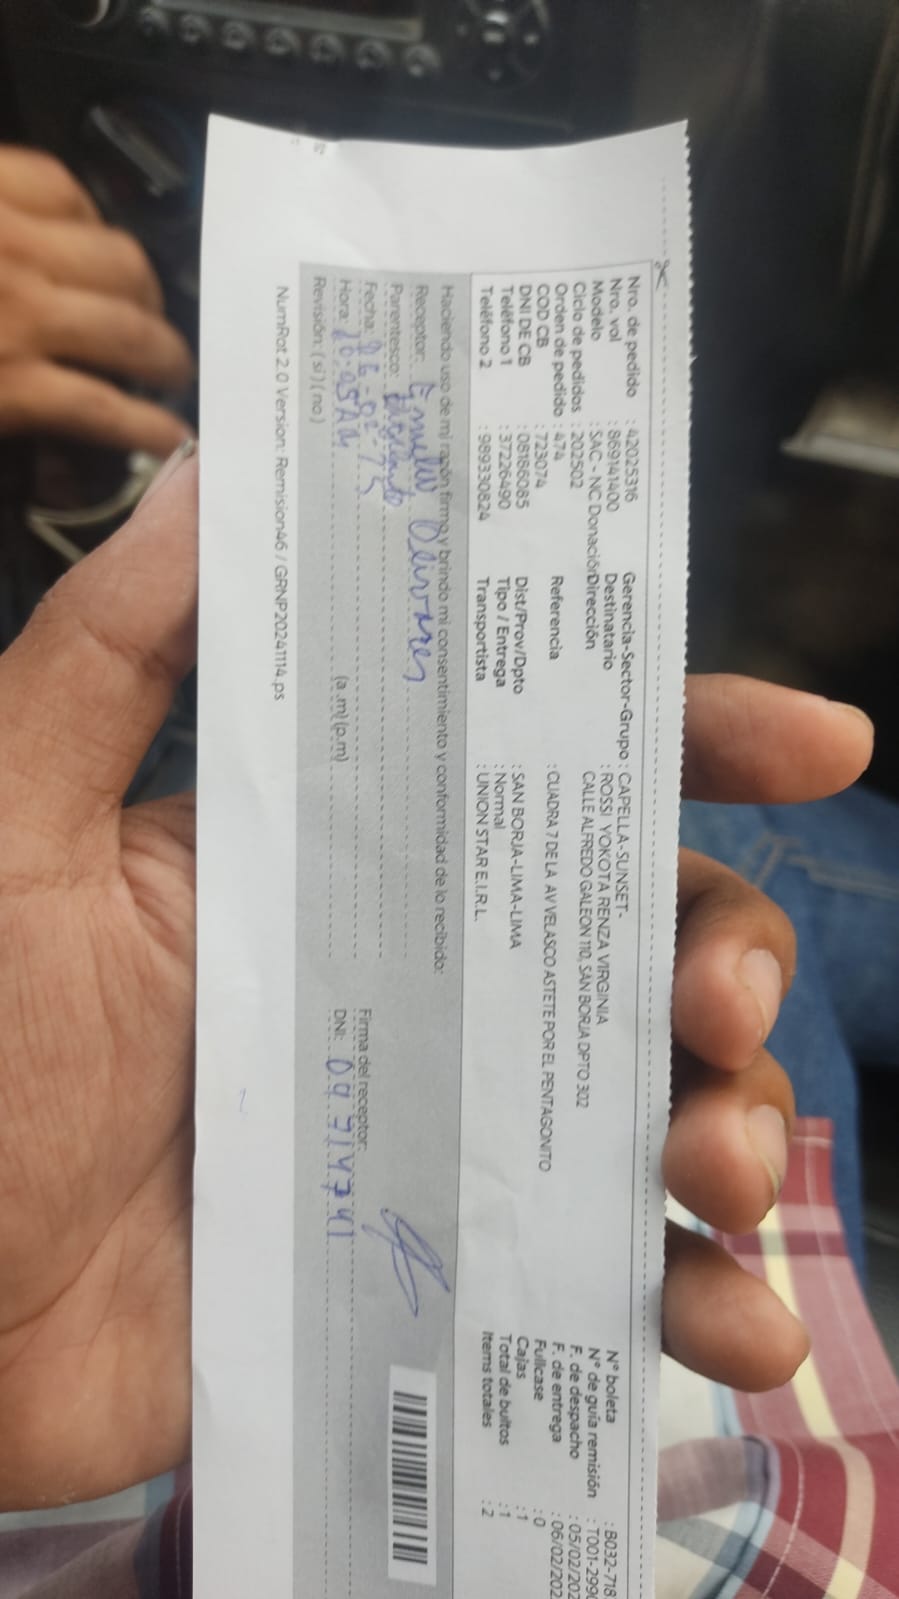 Nro. de pedido : 42025316 Gerencia-Sector-Grupo : CAPELLA-SUNSET-
Nro. vol : 86914400 Destinatario : ROSSI YOKOTA RENZA VIRGINIA
Modelo : SAC - NC Donación Dirección CALLE ALFREDO GALEON 110, SAN BORJA DPTO 302
Ciclo de pedidos : 202502
Orden de pedido : 474 Referencia : CUADRA 7 DE LA AV VELASCO ASTETE POR EL PENTAGONITO
COD CB : 723074
DNI DE CB : 08186085 Dist/Prov/Dpto : SAN BORJA-LIMA-LIMA
Teléfono 1 : 37226490 Tipo / Entrega : Normal
Teléfono 2 : 989330824 Transportista : UNION STAR E.I.R.L.
N° boleta : B032-718
N° de guía remisión : T001-299
F. de despacho : 05/02/202
F. de entrega : 06/02/202
Fullcase : 0
Cajas : 1
Total de bultos : 1
Items totales : 2
Haciendo uso de mi razón firmo y brindo mi consentimiento y conformidad de lo recibido:
Receptor: Olivares
Parentesco:
Fecha:
Hora: (a.m) (p.m)
Revisión: ( si ) ( no )
Firma del receptor:
DNI: 09714741
NumRot 2.0 Version: Remision46 / GRNP20241114.ps